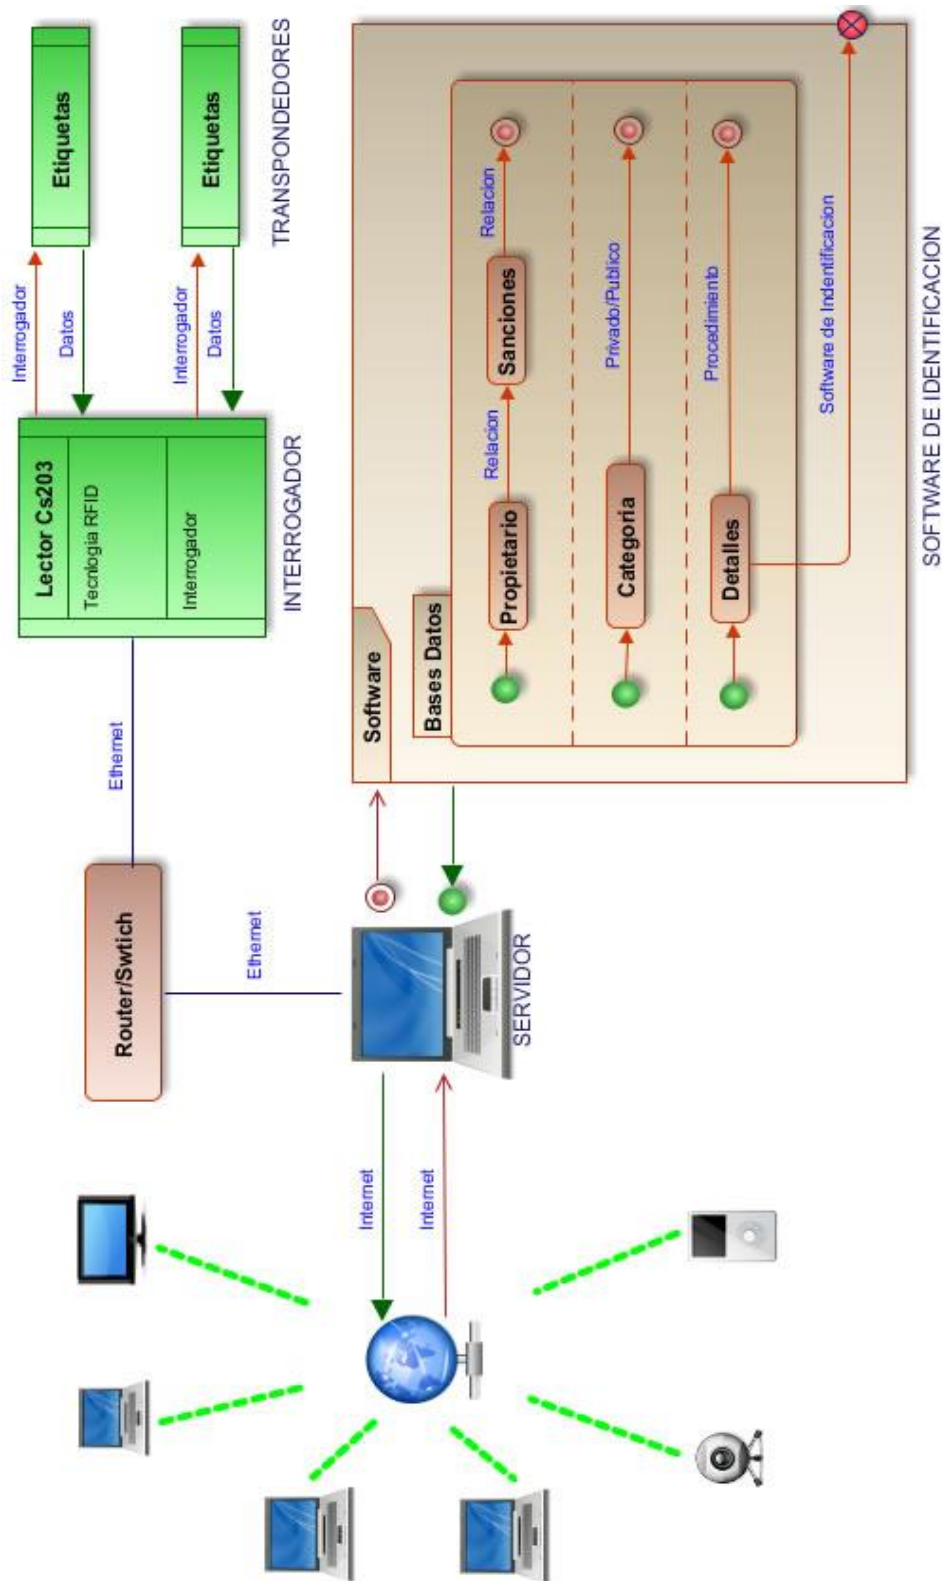 Router/Swtich
Ethernet
Ethernet
Lector Cs203
Tecnlogia RFID
Interrogador
INTERROGADOR
Interrogador
Datos
Interrogador
Datos
Etiquetas
Etiquetas
TRANSPONDEDORES
Internet
Internet
SERVIDOR
Software
Bases Datos
Propietario
Relacion
Sanciones
Relacion
Categoria
Privado/Publico
Detalles
Procedimiento
Software de Indentificacion
SOFTWARE DE IDENTIFICACION